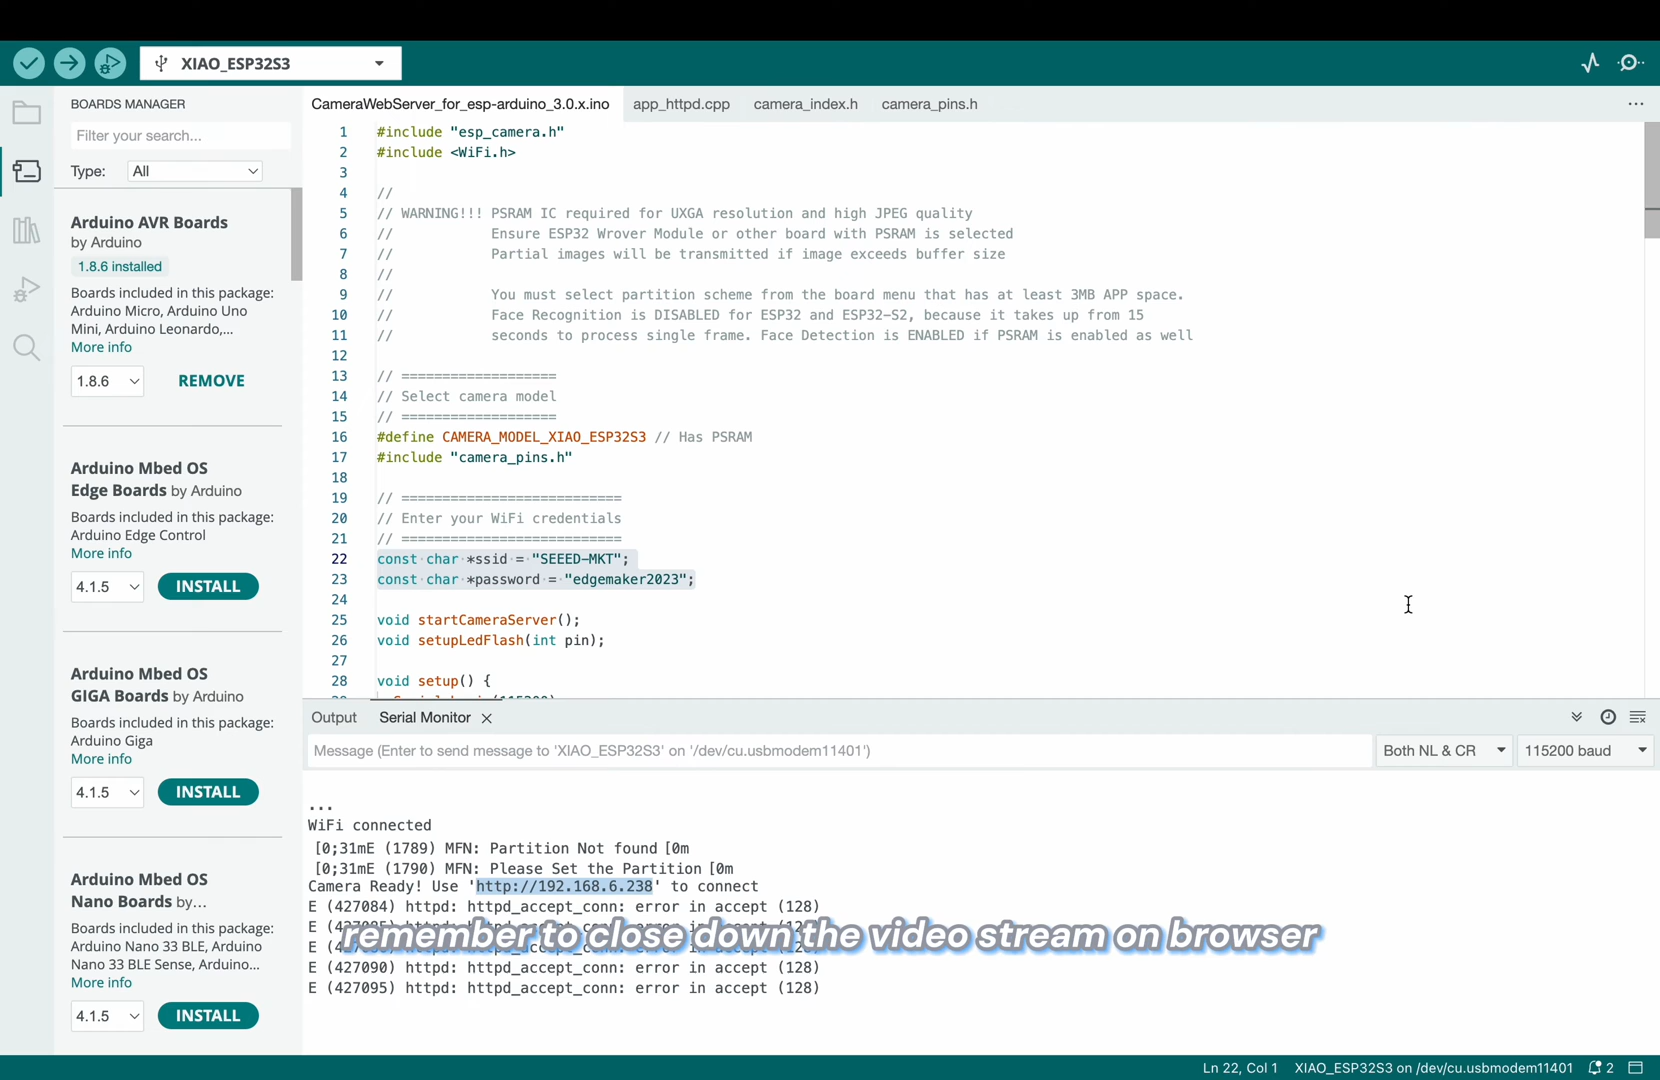 XIAO_ESP32S3
BOARDS MANAGER
Filter your search...
Type: All
Arduino AVR Boards
by Arduino
1.8.6 installed
Boards included in this package:
Arduino Micro, Arduino Uno
Mini, Arduino Leonardo,...
More info
1.8.6 REMOVE
Arduino Mbed OS
Edge Boards by Arduino
Boards included in this package:
Arduino Edge Control
More info
4.1.5 INSTALL
Arduino Mbed OS
GIGA Boards by Arduino
Boards included in this package:
Arduino Giga
More info
4.1.5 INSTALL
Arduino Mbed OS
Nano Boards by...
Boards included in this package:
Arduino Nano 33 BLE, Arduino
Nano 33 BLE Sense, Arduino...
More info
4.1.5 INSTALL
CameraWebServer_for_esp-arduino_3.0.x.ino app_httpd.cpp camera_index.h camera_pins.h ...
1 #include "esp_camera.h"
2 #include <WiFi.h>
3
4 //
5 // WARNING!!! PSRAM IC required for UXGA resolution and high JPEG quality
6 // Ensure ESP32 Wrover Module or other board with PSRAM is selected
7 // Partial images will be transmitted if image exceeds buffer size
8 //
9 // You must select partition scheme from the board menu that has at least 3MB APP space.
10 // Face Recognition is DISABLED for ESP32 and ESP32-S2, because it takes up from 15
11 // seconds to process single frame. Face Detection is ENABLED if PSRAM is enabled as well
12
13 // ===================
14 // Select camera model
15 // ===================
16 #define CAMERA_MODEL_XIAO_ESP32S3 // Has PSRAM
17 #include "camera_pins.h"
18
19 // ===========================
20 // Enter your WiFi credentials
21 // ===========================
22 const char *ssid = "SEEED-MKT";
23 const char *password = "edgemaker2023";
24
25 void startCameraServer();
26 void setupLedFlash(int pin);
27
28 void setup() {
Output Serial Monitor
Message (Enter to send message to 'XIAO_ESP32S3' on '/dev/cu.usbmodem11401')
Both NL & CR 115200 baud
...
WiFi connected
[0;31mE (1789) MFN: Partition Not found [0m
[0;31mE (1790) MFN: Please Set the Partition [0m
Camera Ready! Use 'http://192.168.6.238' to connect
E (427084) httpd: httpd_accept_conn: error in accept (128)
remember to close down the video stream on browser
E (427090) httpd: httpd_accept_conn: error in accept (128)
E (427095) httpd: httpd_accept_conn: error in accept (128)
Ln 22, Col 1 XIAO_ESP32S3 on /dev/cu.usbmodem11401 2